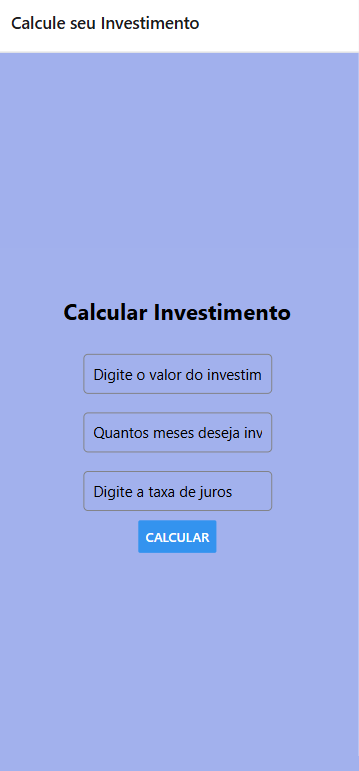 Calcule seu Investimento
Calcular Investimento
Digite o valor do investim
Quantos meses deseja inv
Digite a taxa de juros
CALCULAR